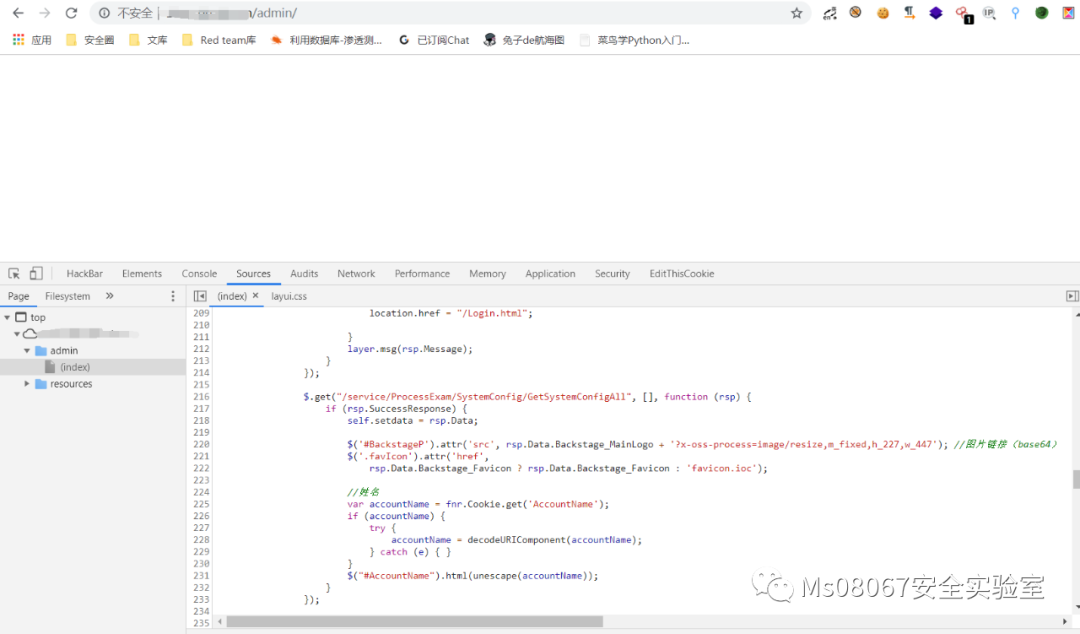 不安全 | /admin/
应用 安全圈 文库 Red team库 利用数据库-渗透测... 已订阅Chat 兔子de航海图 菜鸟学Python入门...
HackBar Elements Console Sources Audits Network Performance Memory Application Security EditThisCookie
Page Filesystem » (index) × layui.css
top
admin
(index)
resources
209 location.href = "/Login.html";
210
211 }
212 layer.msg(rsp.Message);
213 }
214 });
215
216 $.get("/service/ProcessExam/SystemConfig/GetSystemConfigAll", [], function (rsp) {
217 if (rsp.SuccessResponse) {
218 self.setdata = rsp.Data;
219
220 $('#BackstageP').attr('src', rsp.Data.Backstage_MainLogo + '?x-oss-process=image/resize,m_fixed,h_227,w_447'); //图片链接（base64）
221 $('.favIcon').attr('href',
222 rsp.Data.Backstage_Favicon ? rsp.Data.Backstage_Favicon : 'favicon.ioc');
223
224 //姓名
225 var accountName = fnr.Cookie.get('AccountName');
226 if (accountName) {
227 try {
228 accountName = decodeURIComponent(accountName);
229 } catch (e) { }
230 }
231 $("#AccountName").html(unescape(accountName));
232 }
233 });
234
235
Ms08067安全实验室